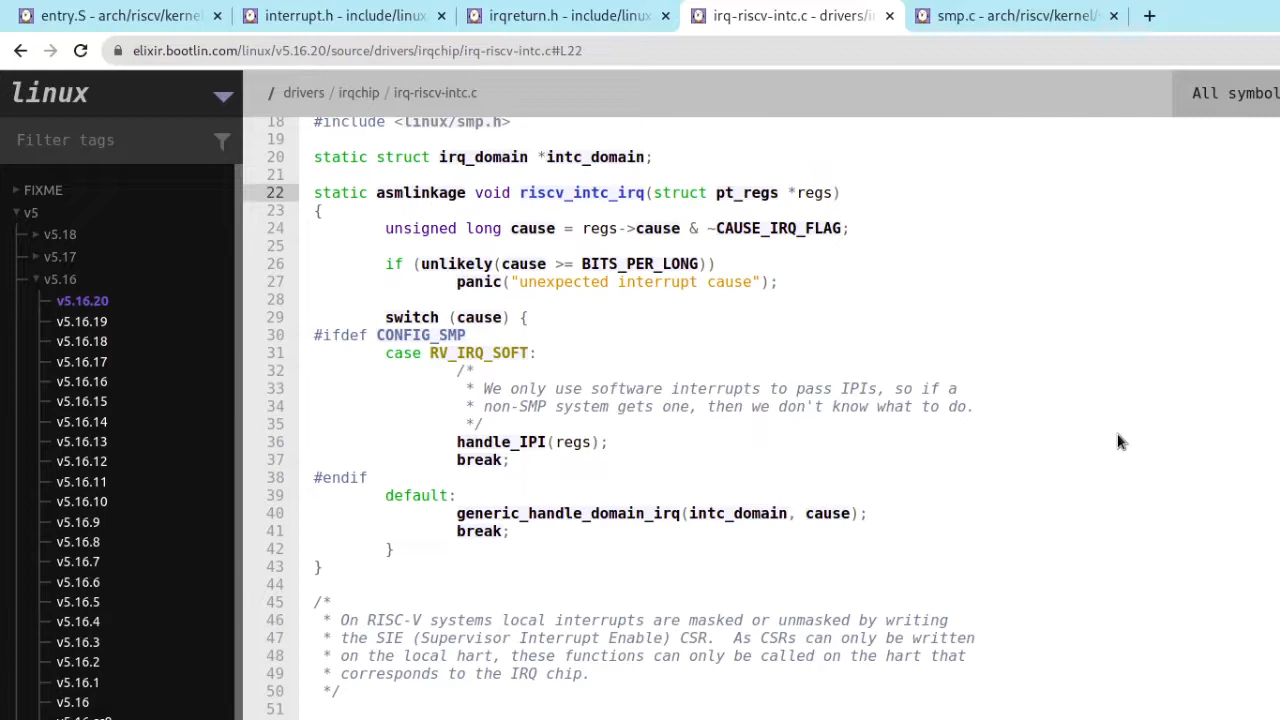 entry.S - arch/riscv/kernel
interrupt.h - include/linux
irqreturn.h - include/linux
irq-riscv-intc.c - drivers/i
smp.c - arch/riscv/kernel/
elixir.bootlin.com/linux/v5.16.20/source/drivers/irqchip/irq-riscv-intc.c#L22
linux
/ drivers / irqchip / irq-riscv-intc.c
All symbol
Filter tags
FIXME
v5
v5.18
v5.17
v5.16
v5.16.20
v5.16.19
v5.16.18
v5.16.17
v5.16.16
v5.16.15
v5.16.14
v5.16.13
v5.16.12
v5.16.11
v5.16.10
v5.16.9
v5.16.8
v5.16.7
v5.16.6
v5.16.5
v5.16.4
v5.16.3
v5.16.2
v5.16.1
v5.16
18 #include <linux/smp.h>
19
20 static struct irq_domain *intc_domain;
21
22 static asmlinkage void riscv_intc_irq(struct pt_regs *regs)
23 {
24 unsigned long cause = regs->cause & ~CAUSE_IRQ_FLAG;
25
26 if (unlikely(cause >= BITS_PER_LONG))
27 panic("unexpected interrupt cause");
28
29 switch (cause) {
30 #ifdef CONFIG_SMP
31 case RV_IRQ_SOFT:
32 /*
33 * We only use software interrupts to pass IPIs, so if a
34 * non-SMP system gets one, then we don't know what to do.
35 */
36 handle_IPI(regs);
37 break;
38 #endif
39 default:
40 generic_handle_domain_irq(intc_domain, cause);
41 break;
42 }
43 }
44
45 /*
46 * On RISC-V systems local interrupts are masked or unmasked by writing
47 * the SIE (Supervisor Interrupt Enable) CSR.  As CSRs can only be written
48 * on the local hart, these functions can only be called on the hart that
49 * corresponds to the IRQ chip.
50 */
51